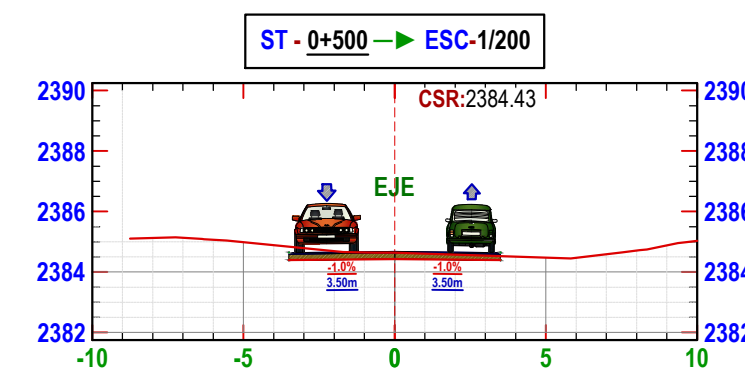 ST - 0+500 ESC-1/200
CSR:2384.43
2390 2390
2388 2388
EJE
2386 2386
2384 2384
-1.0% -1.0%
3.50m 3.50m
2382 2382
-10 -5 0 5 10